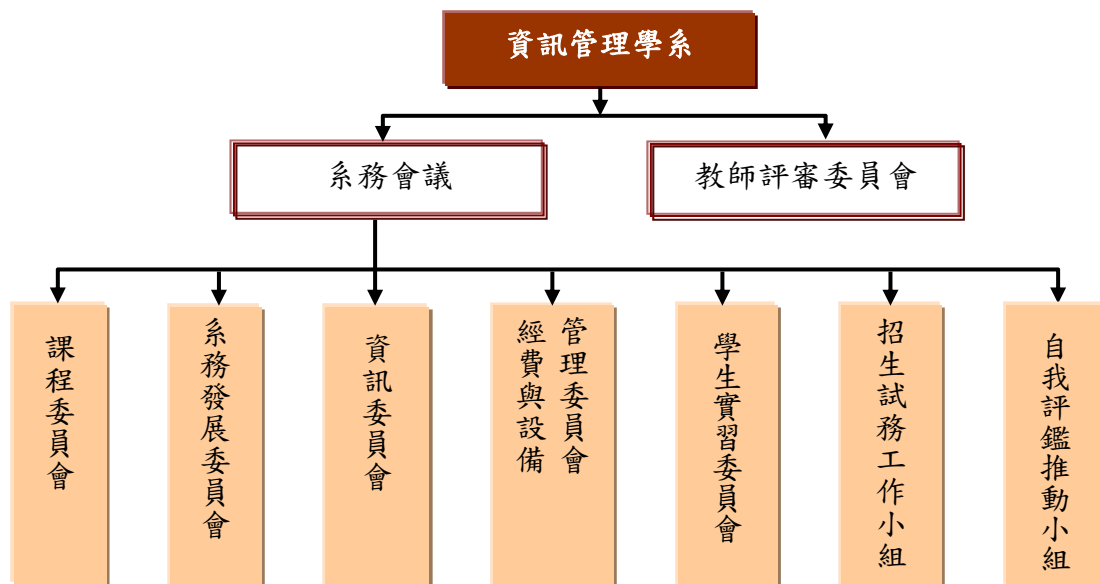 資訊管理學系
系務會議
教師評審委員會
課程委員會
系務發展委員會
資訊委員會
經費與設備
管理委員會
學生實習委員會
招生試務工作小組
自我評鑑推動小組